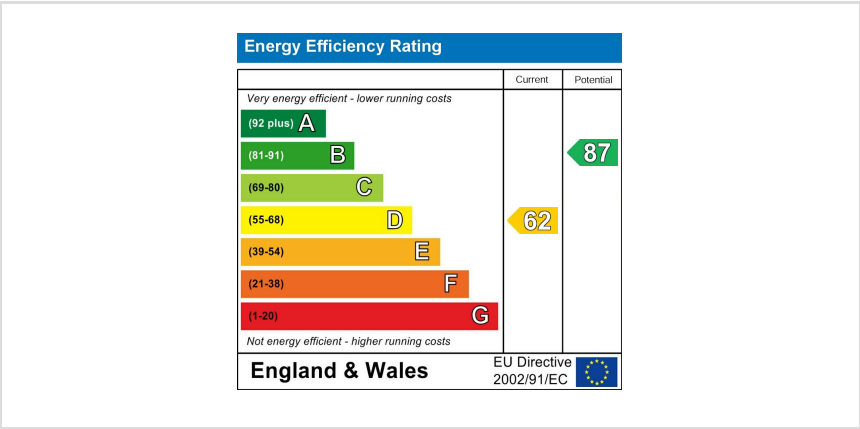 Energy Efficiency Rating
Current Potential
Very energy efficient - lower running costs
(92 plus) A
(81-91) B
87
(69-80) C
(55-68) D
62
(39-54) E
(21-38) F
(1-20) G
Not energy efficient - higher running costs
England & Wales
EU Directive
2002/91/EC